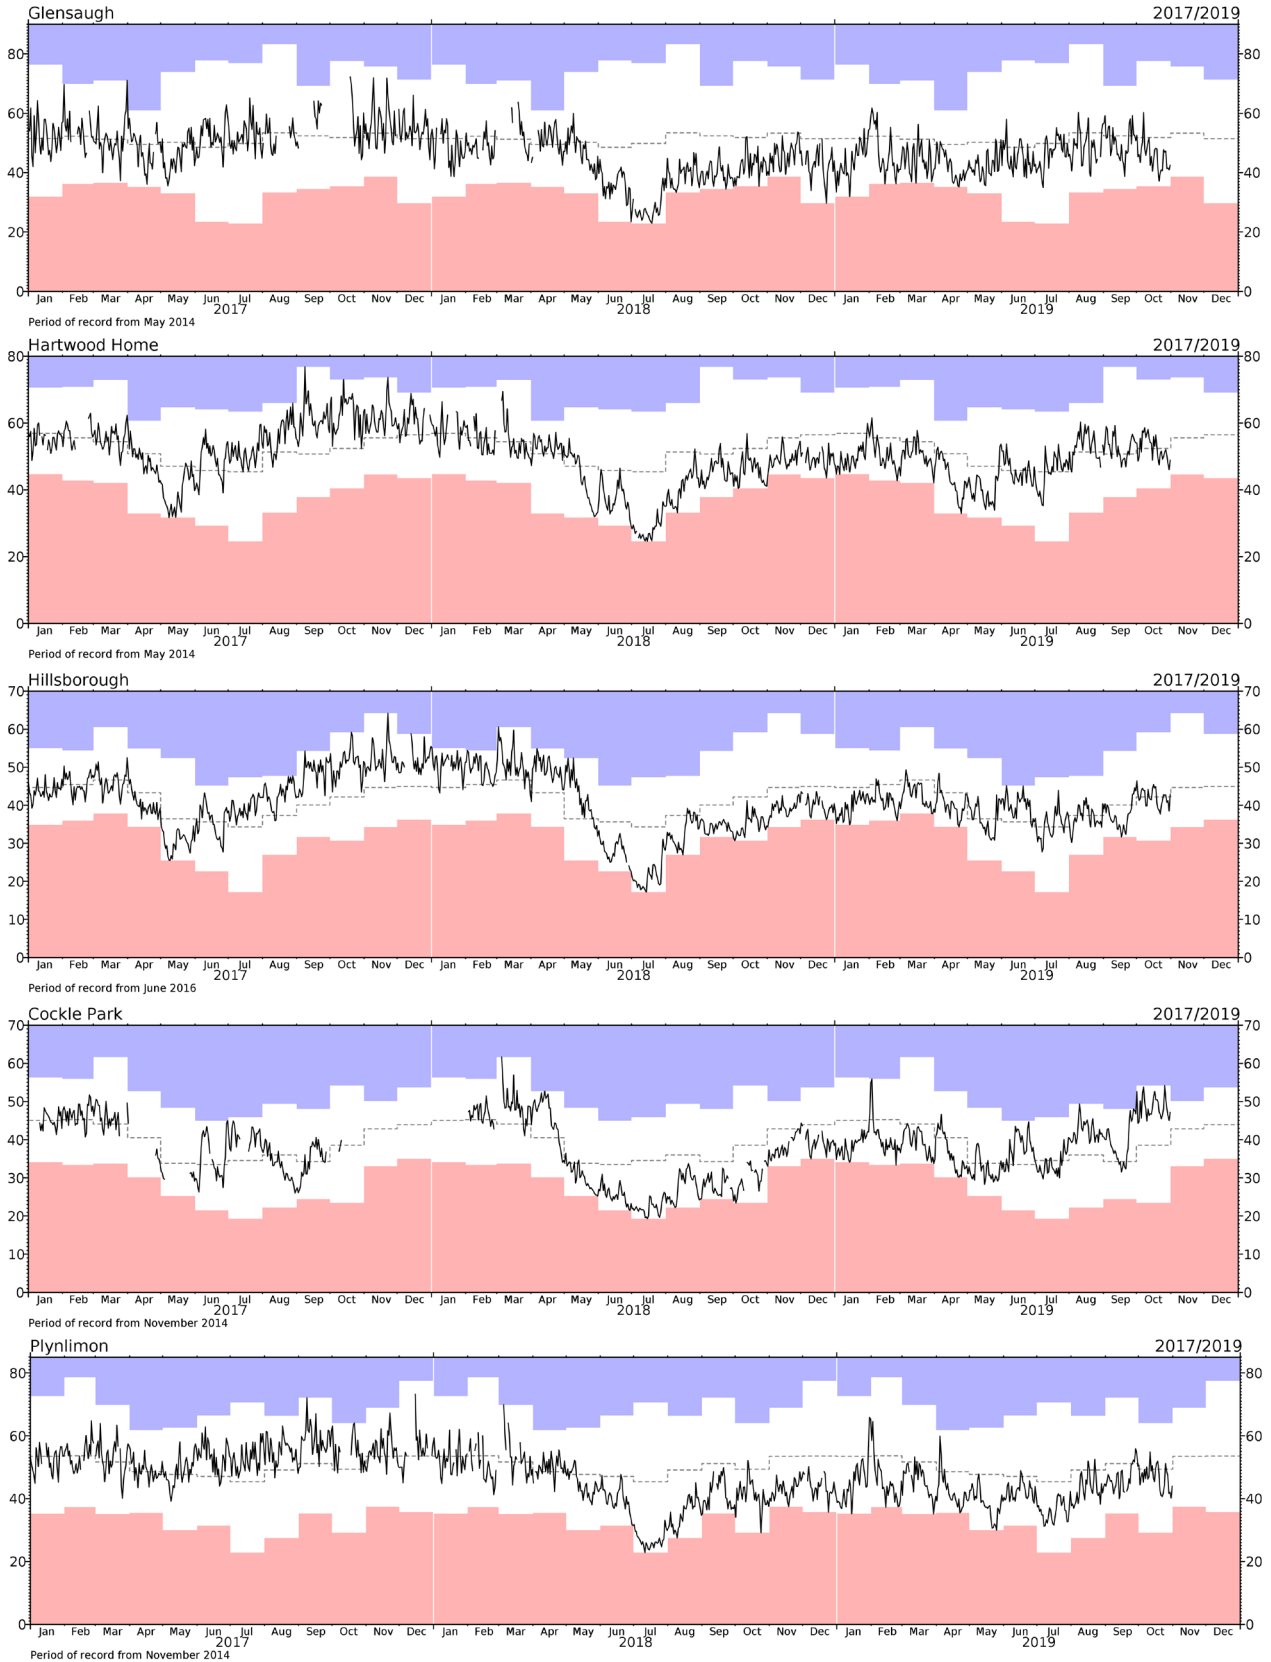 Glensaugh 2017/2019
80 80
60 60
40 40
20 20
0 0
Jan Feb Mar Apr May Jun Jul Aug Sep Oct Nov Dec Jan Feb Mar Apr May Jun Jul Aug Sep Oct Nov Dec Jan Feb Mar Apr May Jun Jul Aug Sep Oct Nov Dec
2017 2018 2019
Period of record from May 2014
Hartwood Home 2017/2019
80 80
60 60
40 40
20 20
0 0
Jan Feb Mar Apr May Jun Jul Aug Sep Oct Nov Dec Jan Feb Mar Apr May Jun Jul Aug Sep Oct Nov Dec Jan Feb Mar Apr May Jun Jul Aug Sep Oct Nov Dec
2017 2018 2019
Period of record from May 2014
Hillsborough 2017/2019
70 70
60 60
50 50
40 40
30 30
20 20
10 10
0 0
Jan Feb Mar Apr May Jun Jul Aug Sep Oct Nov Dec Jan Feb Mar Apr May Jun Jul Aug Sep Oct Nov Dec Jan Feb Mar Apr May Jun Jul Aug Sep Oct Nov Dec
2017 2018 2019
Period of record from June 2016
Cockle Park 2017/2019
70 70
60 60
50 50
40 40
30 30
20 20
10 10
0 0
Jan Feb Mar Apr May Jun Jul Aug Sep Oct Nov Dec Jan Feb Mar Apr May Jun Jul Aug Sep Oct Nov Dec Jan Feb Mar Apr May Jun Jul Aug Sep Oct Nov Dec
2017 2018 2019
Period of record from November 2014
Plynlimon 2017/2019
80 80
60 60
40 40
20 20
0 0
Jan Feb Mar Apr May Jun Jul Aug Sep Oct Nov Dec Jan Feb Mar Apr May Jun Jul Aug Sep Oct Nov Dec Jan Feb Mar Apr May Jun Jul Aug Sep Oct Nov Dec
2017 2018 2019
Period of record from November 2014